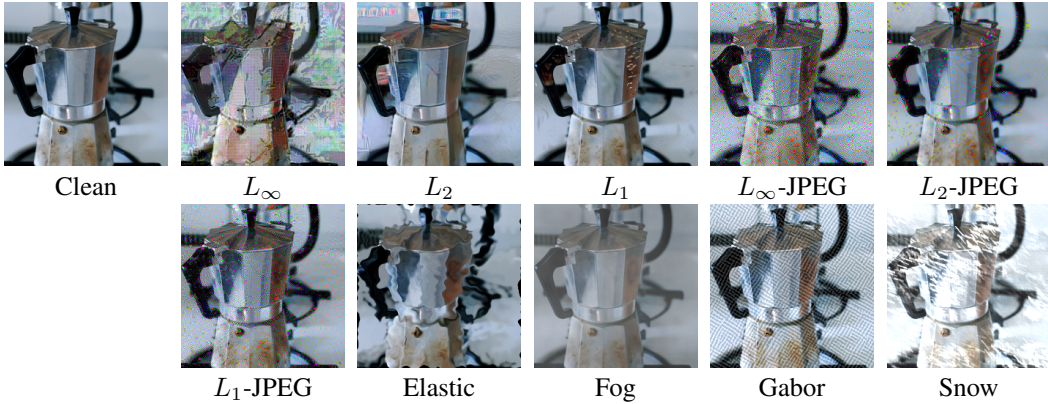 Clean L∞ L2 L1 L∞-JPEG L2-JPEG
L1-JPEG Elastic Fog Gabor Snow